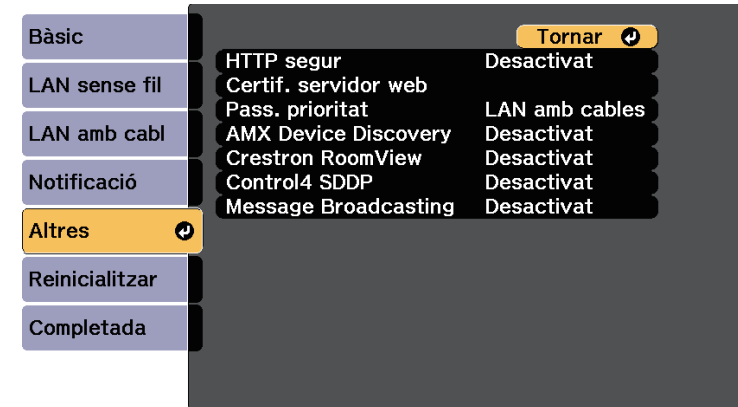 Bàsic
LAN sense fil
LAN amb cabl
Notificació
Altres
Reinicialitzar
Completada
Tornar
HTTP segur Desactivat
Certif. servidor web
Pass. prioritat LAN amb cables
AMX Device Discovery Desactivat
Crestron RoomView Desactivat
Control4 SDDP Desactivat
Message Broadcasting Desactivat